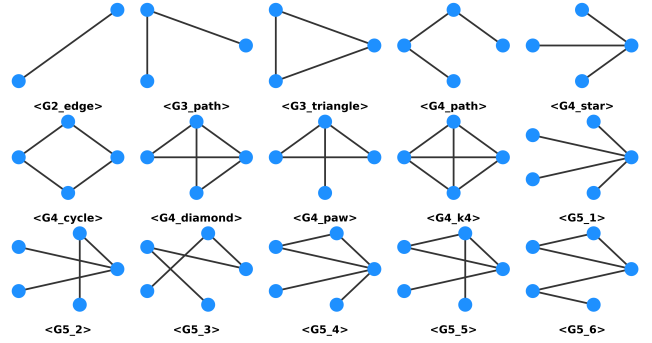 <G2_edge> <G3_path> <G3_triangle> <G4_path> <G4_star>
<G4_cycle> <G4_diamond> <G4_paw> <G4_k4> <G5_1>
<G5_2> <G5_3> <G5_4> <G5_5> <G5_6>